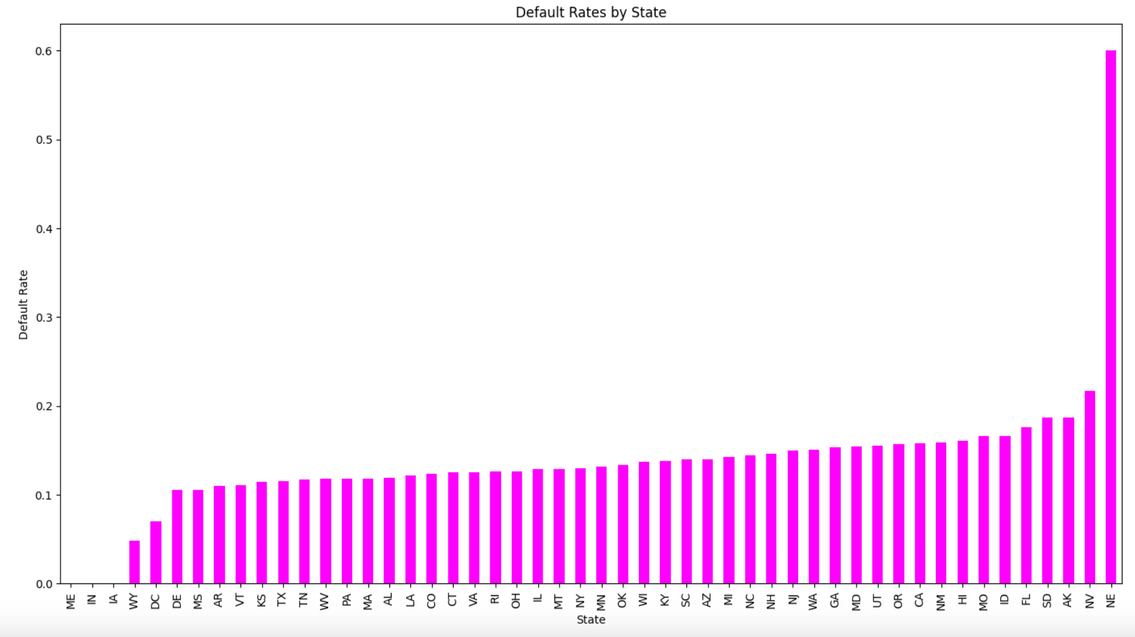 Default Rates by State
Default Rate
0.6
0.5
0.4
0.3
0.2
0.1
0.0
ME IN IA WY DC DE MS AR VT KS TX TN WV PA MA AL LA CO CT VA RI OH IL MT NY MN OK WI KY SC AZ MI NC NH NJ WA GA MD UT OR CA NM HI MO ID FL SD AK NV NE
State